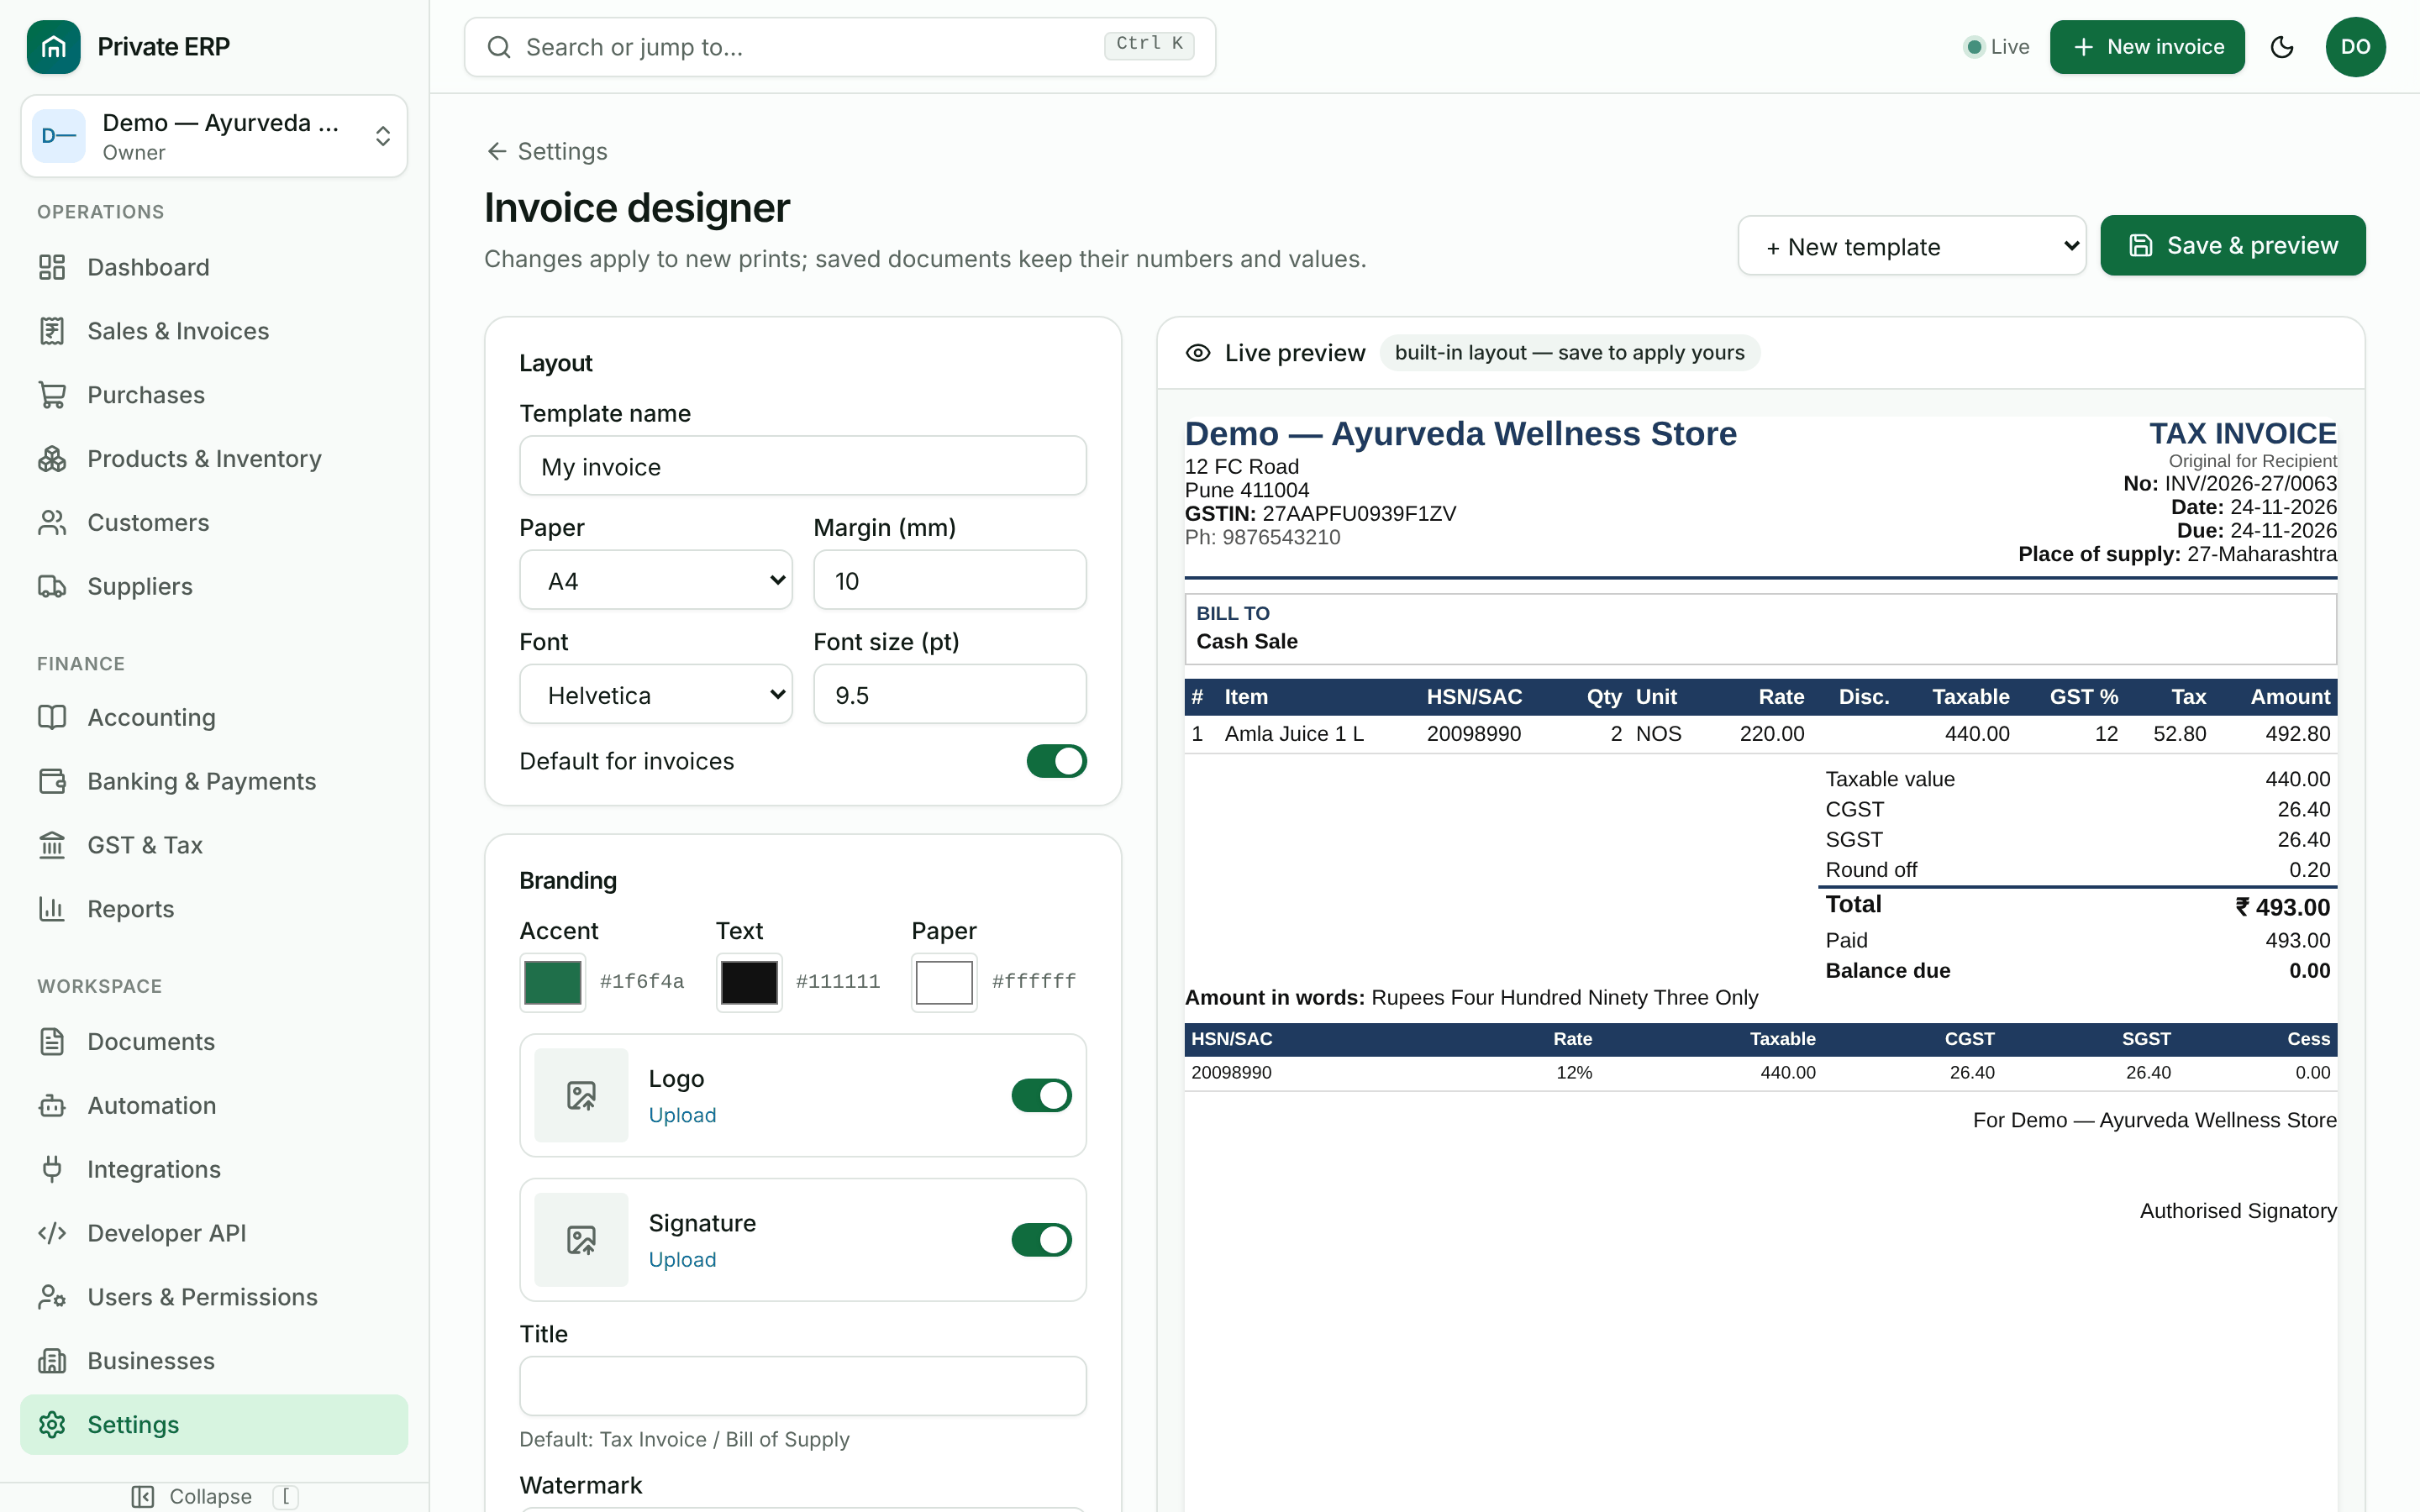 Private ERP
D—
Demo — Ayurveda ...
Owner
OPERATIONS
Dashboard
Sales & Invoices
Purchases
Products & Inventory
Customers
Suppliers
FINANCE
Accounting
Banking & Payments
GST & Tax
Reports
WORKSPACE
Documents
Automation
Integrations
Developer API
Users & Permissions
Businesses
Settings
Collapse [
Search or jump to... Ctrl K
Live
New invoice
DO
Settings
Invoice designer
Changes apply to new prints; saved documents keep their numbers and values.
+ New template
Save & preview
Layout
Template name
My invoice
Paper Margin (mm)
A4 10
Font Font size (pt)
Helvetica 9.5
Default for invoices
Branding
Accent Text Paper
#1f6f4a #111111 #ffffff
Logo
Upload
Signature
Upload
Title
Default: Tax Invoice / Bill of Supply
Watermark
Live preview built-in layout — save to apply yours
Demo — Ayurveda Wellness Store
12 FC Road
Pune 411004
GSTIN: 27AAPFU0939F1ZV
Ph: 9876543210
TAX INVOICE
Original for Recipient
No: INV/2026-27/0063
Date: 24-11-2026
Due: 24-11-2026
Place of supply: 27-Maharashtra
BILL TO
Cash Sale
# Item HSN/SAC Qty Unit Rate Disc. Taxable GST % Tax Amount
1 Amla Juice 1 L 20098990 2 NOS 220.00 440.00 12 52.80 492.80
Taxable value 440.00
CGST 26.40
SGST 26.40
Round off 0.20
Total ₹ 493.00
Paid 493.00
Balance due 0.00
Amount in words: Rupees Four Hundred Ninety Three Only
HSN/SAC Rate Taxable CGST SGST Cess
20098990 12% 440.00 26.40 26.40 0.00
For Demo — Ayurveda Wellness Store
Authorised Signatory